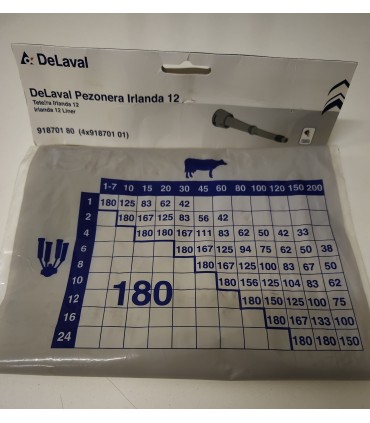 DeLaval
DeLaval Pezonera Irlanda 12
Teteira Irlanda 12
Irlanda 12 Liner
918701 80 (4x918701 01)
1-7 10 15 20 30 45 60 80 100 120 150 200
1 180 125 83 62 42
2 180 167 125 83 56 42
4 180 180 167 111 83 62 50 42 33
6 180 167 125 94 75 62 50 38
8 180 167 125 100 83 67 50
10 180 156 125 104 83 62
12 180 150 125 100 75
16 180 167 133 100
24 180 180 150
180